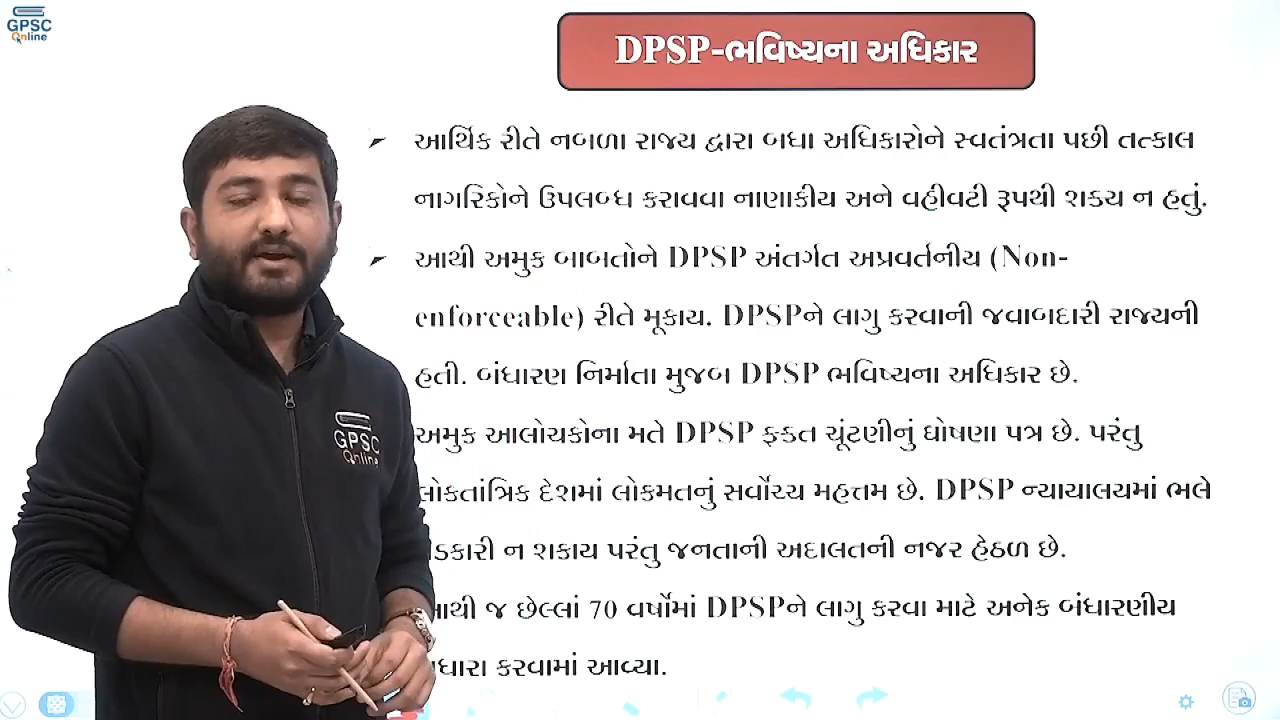 GPSC
Online
DPSP-ભવિષ્યના અધિકાર
આર્થિક રીતે નબળા રાજ્ય દ્વારા બધા અધિકારોને સ્વતંત્રતા પછી તત્કાલ
નાગરિકોને ઉપલબ્ધ કરાવવા નાણાકીય અને વહીવટી રૂપથી શક્ય ન હતું.
આથી અમુક બાબતોને DPSP અંતર્ગત અપ્રવર્તનીય (Non-
enforceable) રીતે મૂકાય. DPSPને લાગુ કરવાની જવાબદારી રાજ્યની
હતી. બંધારણ નિર્માતા મુજબ DPSP ભવિષ્યના અધિકાર છે.
અમુક આલોચકોના મતે DPSP ફક્ત ચૂંટણીનું ઘોષણા પત્ર છે. પરંતુ
લોકતાંત્રિક દેશમાં લોકમતનું સર્વોચ્ય મહત્તમ છે. DPSP ન્યાયાલયમાં ભલે
ન શકાય પરંતુ જનતાની અદાલતની નજર હેઠળ છે.
આથી જ છેલ્લાં 70 વર્ષોમાં DPSPને લાગુ કરવા માટે અનેક બંધારણીય
કરવામાં આવ્યા.
GPSC
Online